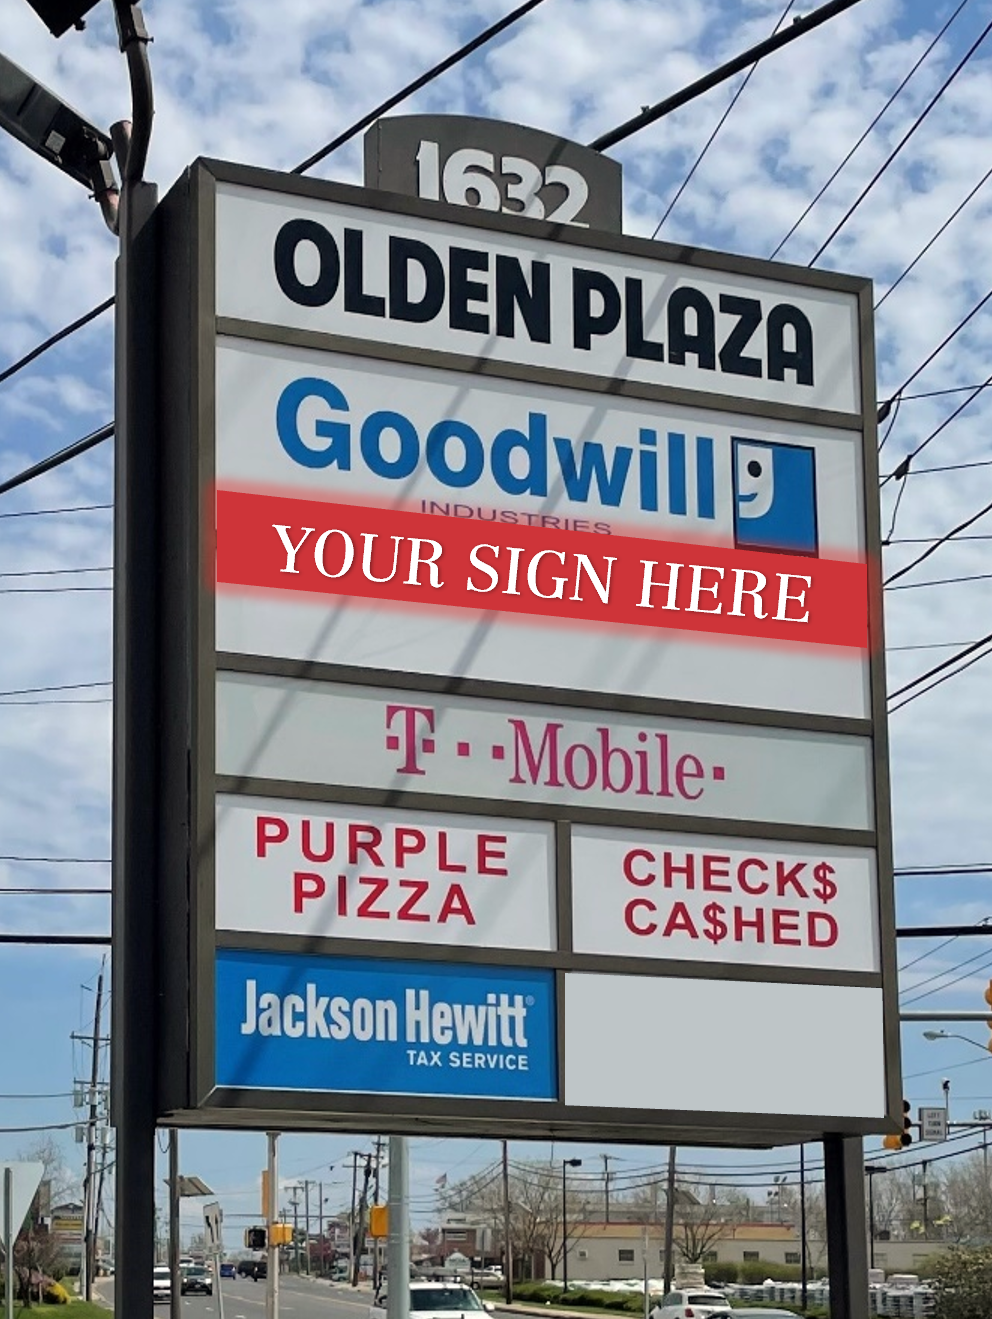 1632
OLDEN PLAZA
Goodwill
INDUSTRIES
YOUR SIGN HERE
T··Mobile·
PURPLE
PIZZA
CHECK$
CA$HED
Jackson Hewitt®
TAX SERVICE